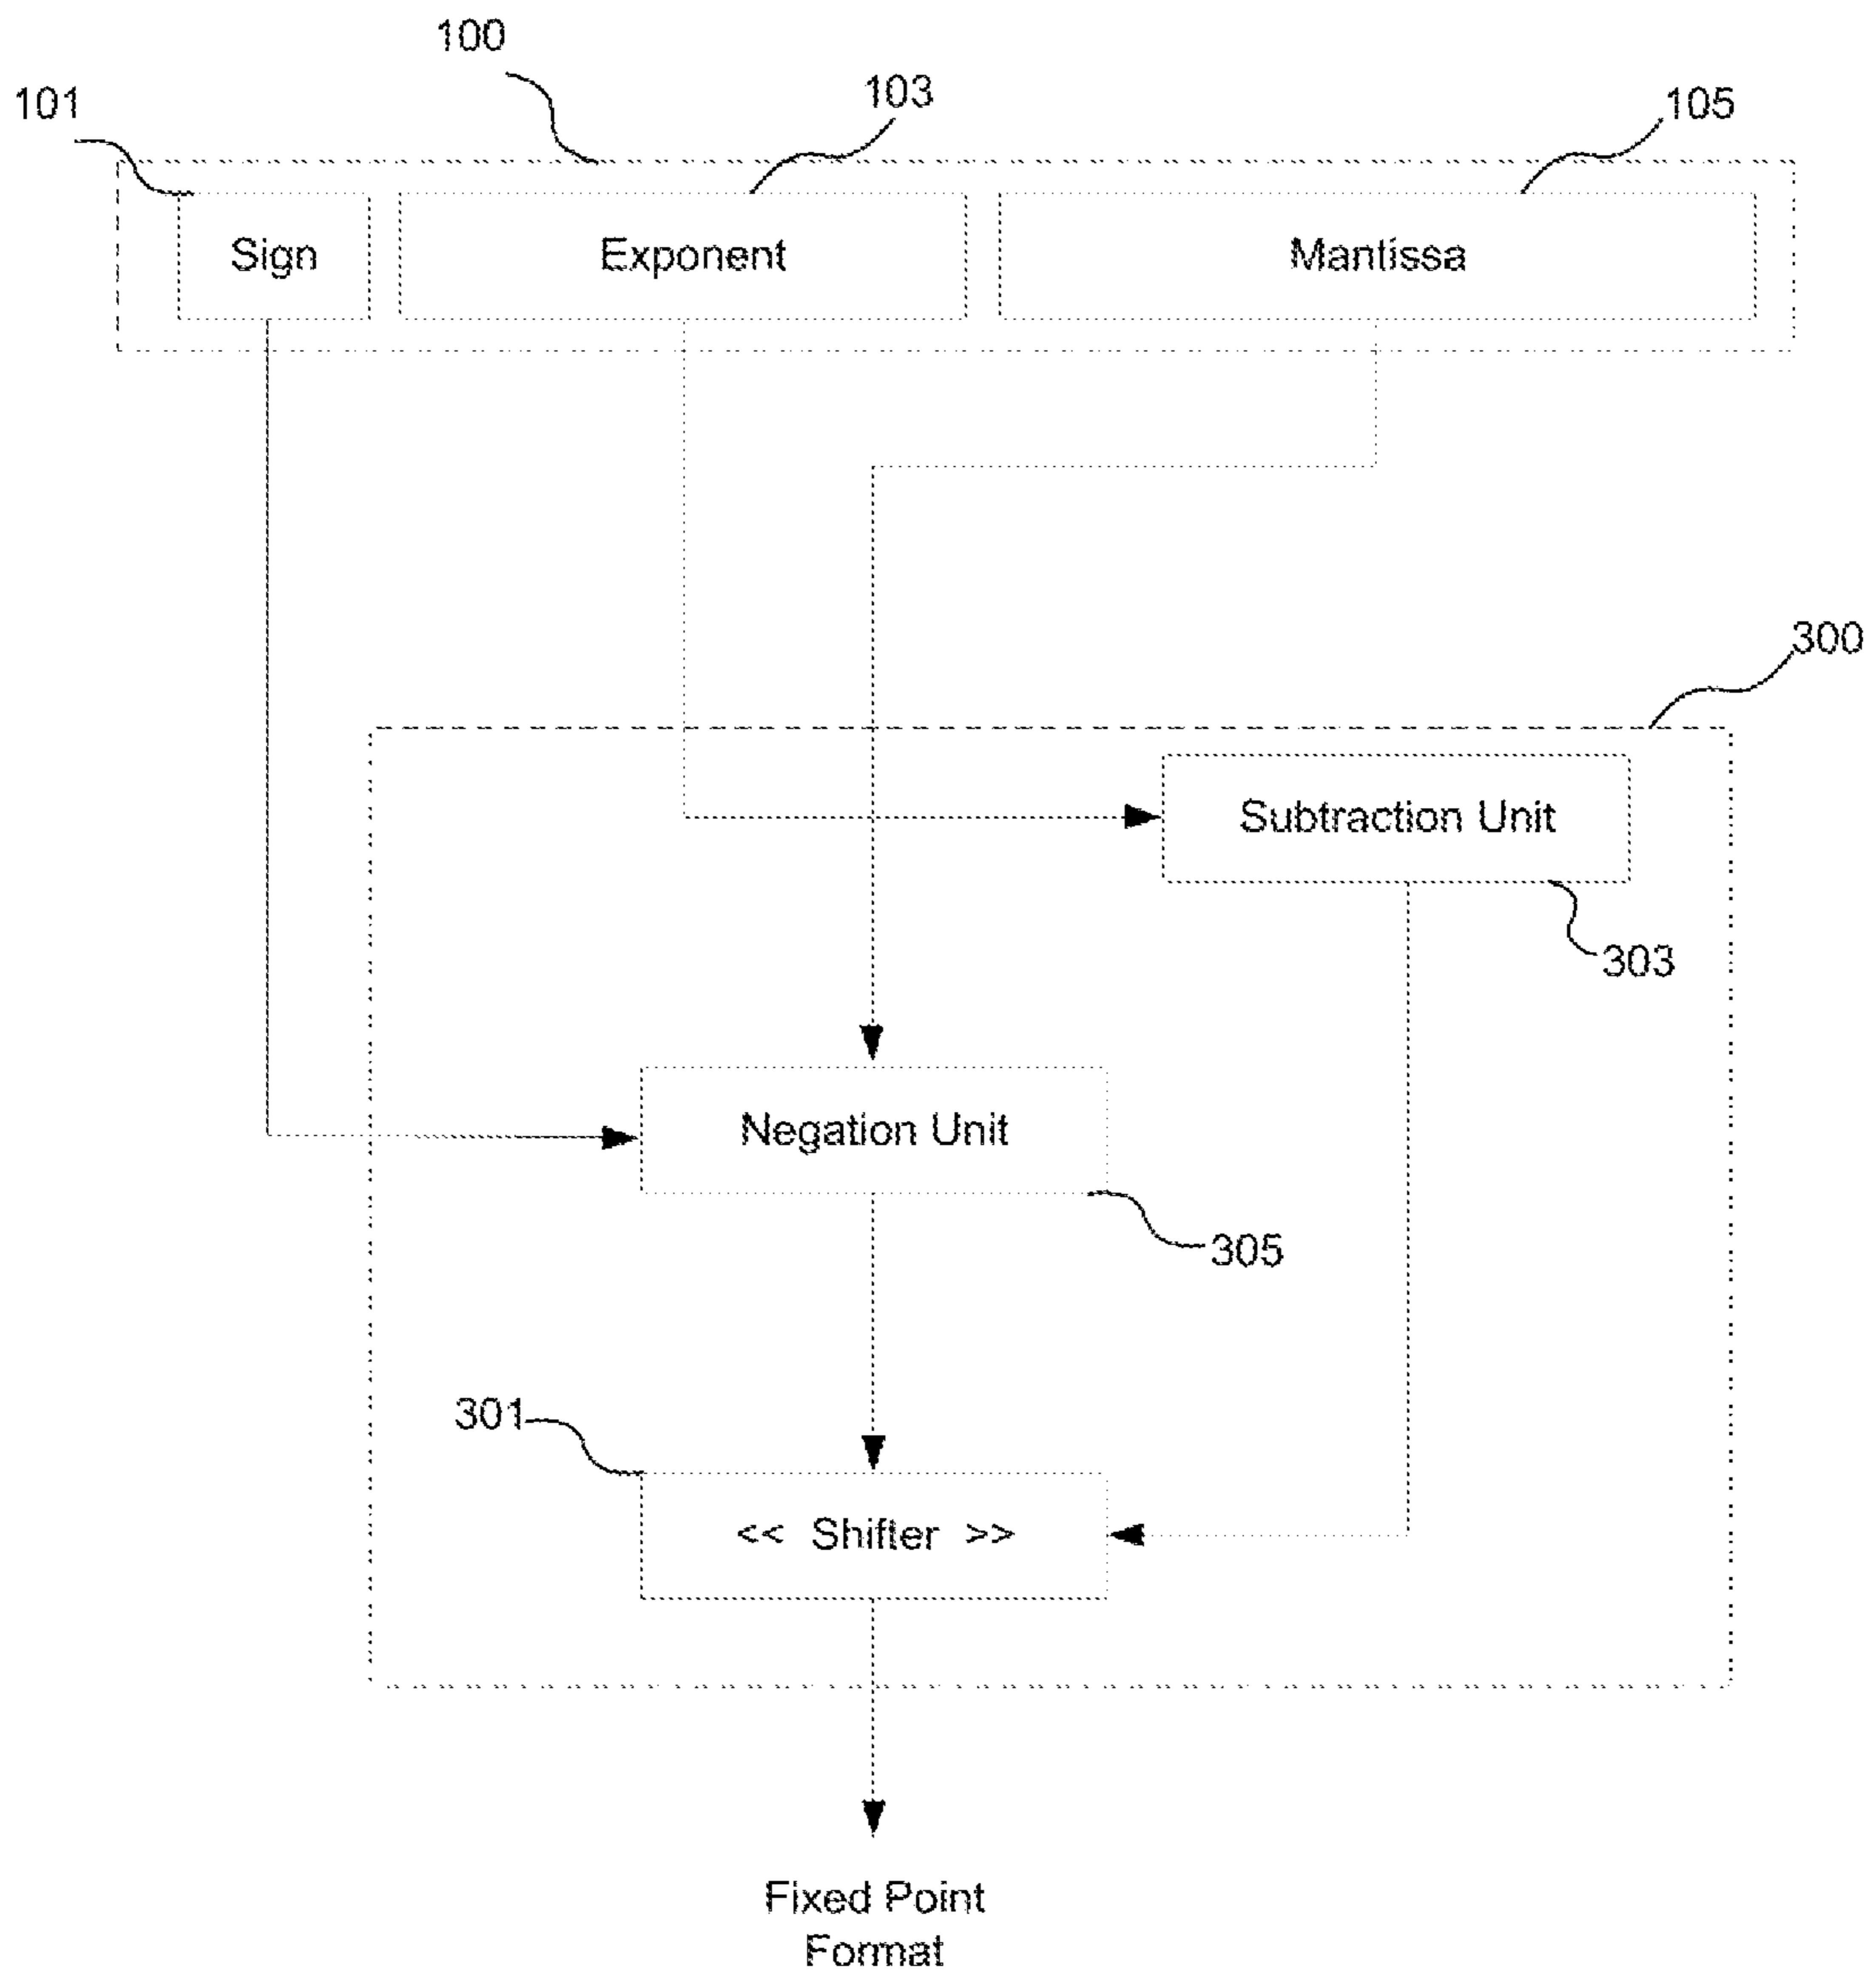 100
101
103
105
Sign
Exponent
Mantissa
300
Subtraction Unit
303
Negation Unit
305
301
<< Shifter >>
Fixed Point
Format